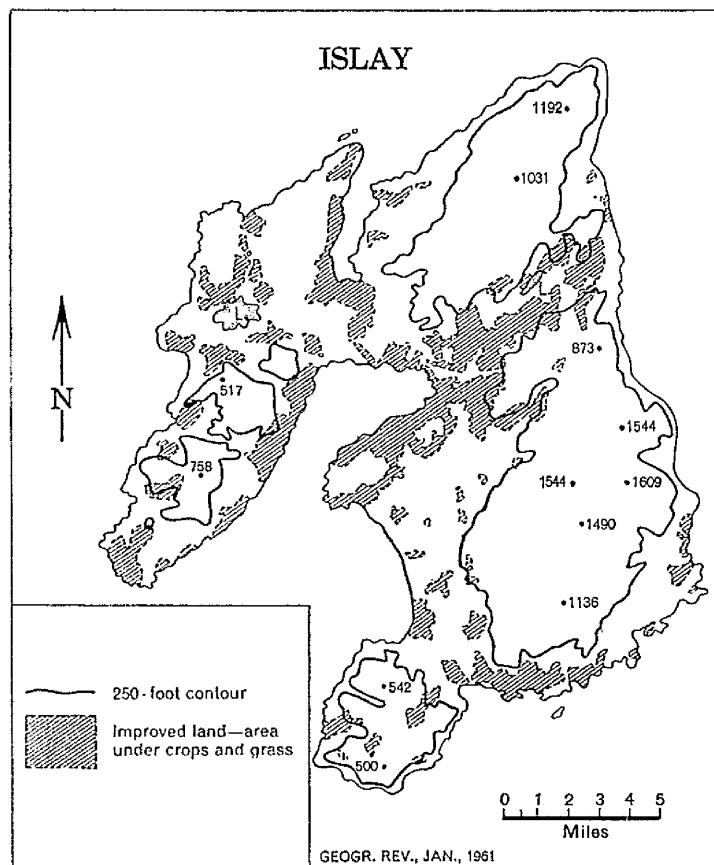 ISLAY
1192
1031
873
517
1544
758
1544
1609
1490
1136
542
500
N
250-foot contour
Improved land—area
under crops and grass
0 1 2 3 4 5
Miles
GEOGR. REV., JAN., 1961